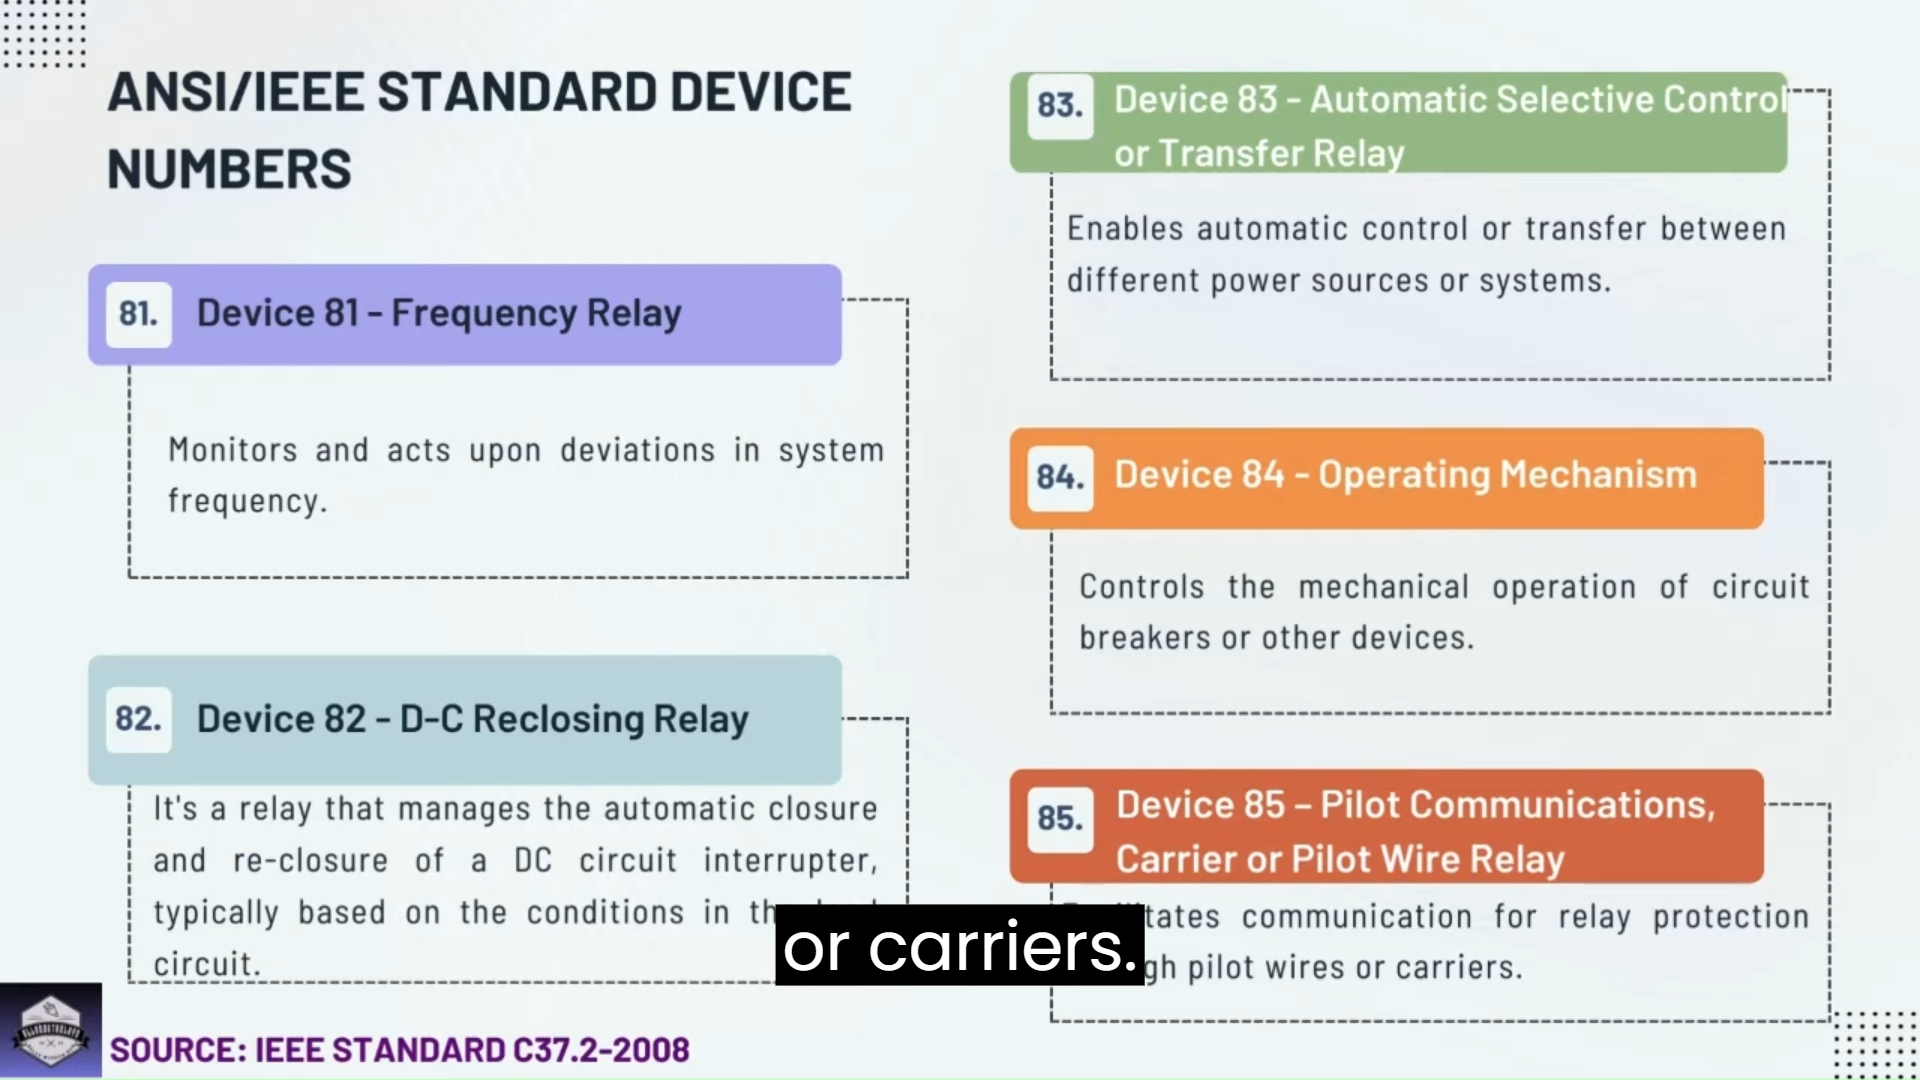 ANSI/IEEE STANDARD DEVICE
NUMBERS
81.
Device 81 - Frequency Relay
Monitors and acts upon deviations in system
frequency.
82.
Device 82 - D-C Reclosing Relay
It's a relay that manages the automatic closure
and re-closure of a DC circuit interrupter,
typically based on the conditions in
circuit.
83.
Device 83 - Automatic Selective Control
or Transfer Relay
Enables automatic control or transfer between
different power sources or systems.
84.
Device 84 - Operating Mechanism
Controls the mechanical operation of circuit
breakers or other devices.
85.
Device 85 – Pilot Communications,
Carrier or Pilot Wire Relay
communication for relay protection
pilot wires or carriers.
or carriers.
SOURCE: IEEE STANDARD C37.2-2008